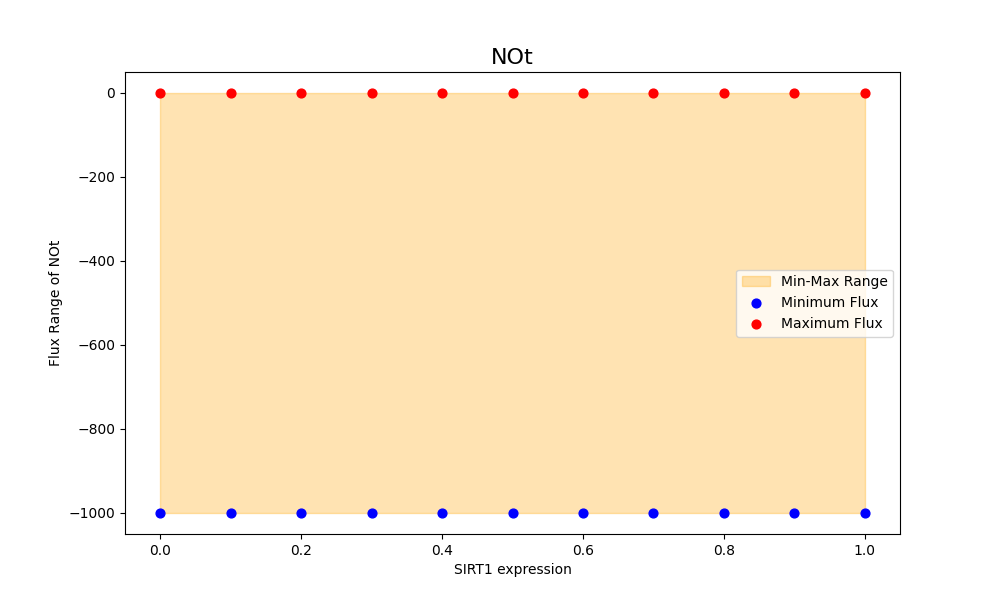 NOt
Flux Range of NOt
0
−200
−400
−600
−800
−1000
Min-Max Range
Minimum Flux
Maximum Flux
0.0
0.2
0.4
0.6
0.8
1.0
SIRT1 expression